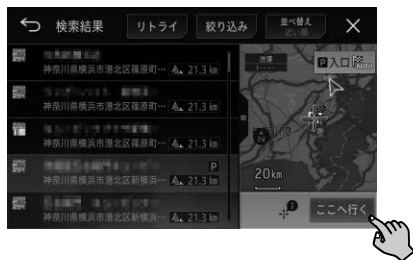 検索結果
リトライ
絞り込み
並べ替え
近い順
神奈川県横浜市港北区篠原町… 21.3 km
神奈川県横浜市港北区篠原町… 21.3 km
神奈川県横浜市港北区篠原町… 21.3 km
P
神奈川県横浜市港北区新横浜… 21.3 km
神奈川県横浜市港北区新横浜… 21.3 km
渋滞
P入口
AUTO
N
20km
ここへ行く